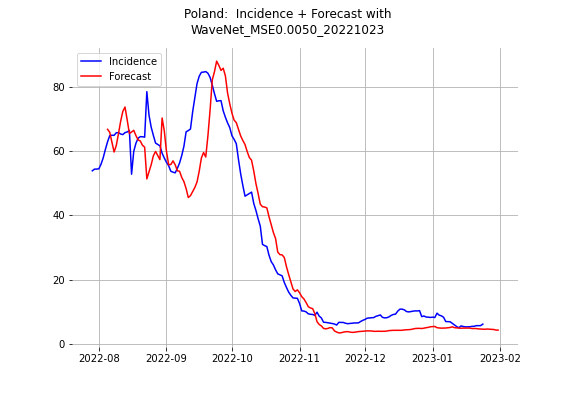 Poland:  Incidence + Forecast with
WaveNet_MSE0.0050_20221023
Incidence
Forecast
80
60
40
20
0
2022-08 2022-09 2022-10 2022-11 2022-12 2023-01 2023-02